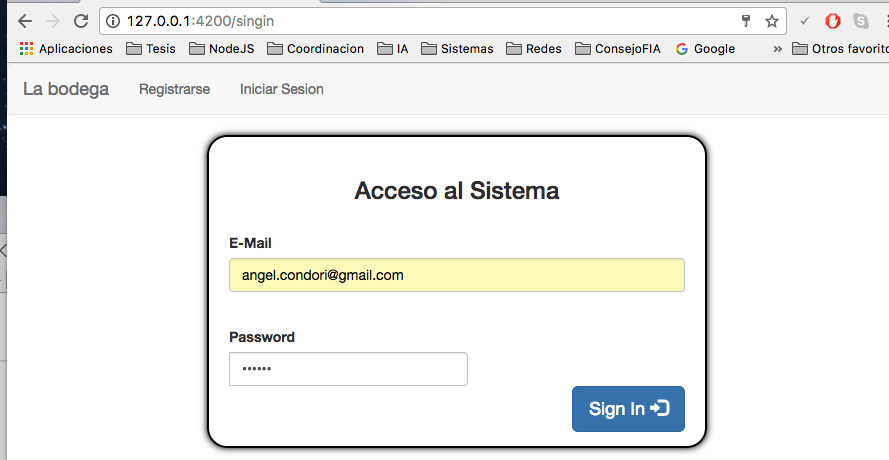 127.0.0.1:4200/singin
Aplicaciones Tesis NodeJS Coordinacion IA Sistemas Redes ConsejoFIA Google » Otros favorito
La bodega Registrarse Iniciar Sesion
Acceso al Sistema
E-Mail
angel.condori@gmail.com
Password
••••••
Sign In